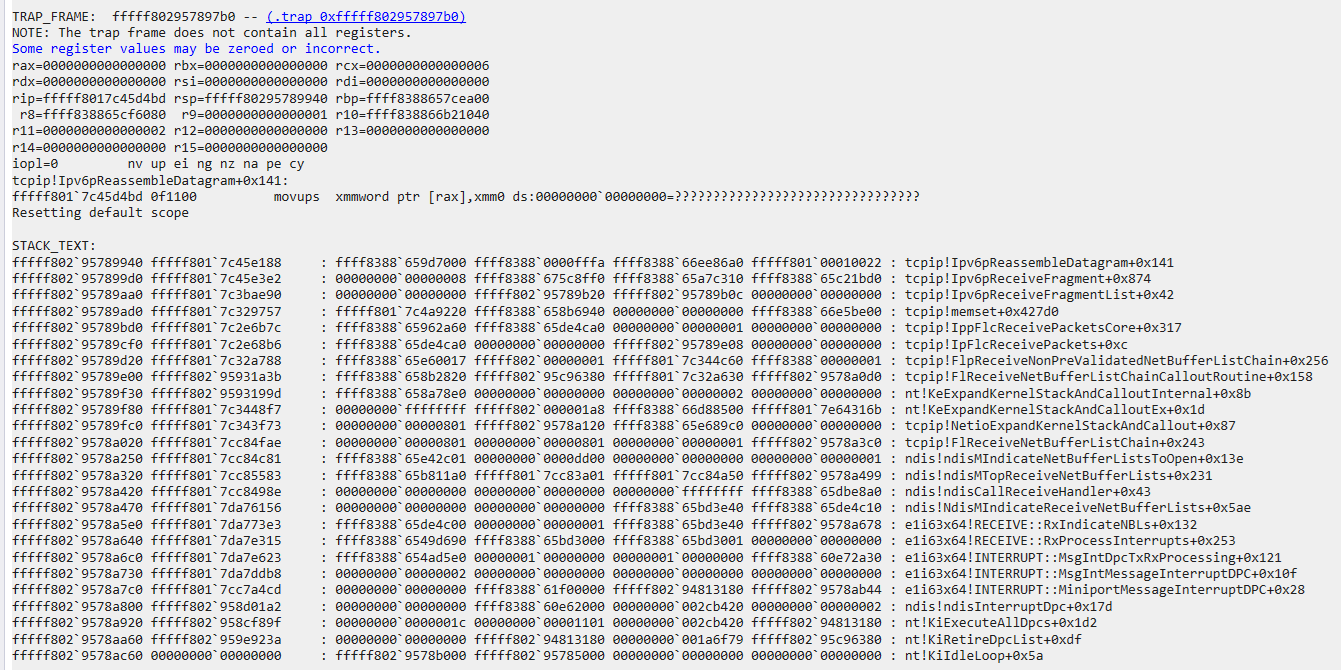 TRAP_FRAME:  fffff802957897b0 -- (.trap 0xfffff802957897b0)
NOTE: The trap frame does not contain all registers.
Some register values may be zeroed or incorrect.
rax=0000000000000000 rbx=0000000000000000 rcx=0000000000000006
rdx=0000000000000000 rsi=0000000000000000 rdi=0000000000000000
rip=fffff8017c45d4bd rsp=fffff80295789940 rbp=ffff8388657cea00
 r8=ffff838865cf6080  r9=0000000000000001 r10=ffff838866b21040
r11=0000000000000002 r12=0000000000000000 r13=0000000000000000
r14=0000000000000000 r15=0000000000000000
iopl=0         nv up ei ng nz na pe cy
tcpip!Ipv6pReassembleDatagram+0x141:
fffff801`7c45d4bd 0f1100          movups  xmmword ptr [rax],xmm0 ds:00000000`00000000=????????????????????????????????
Resetting default scope

STACK_TEXT:
fffff802`95789940 fffff801`7c45e188     : ffff8388`659d7000 ffff8388`0000fffa ffff8388`66ee86a0 fffff801`00010022 : tcpip!Ipv6pReassembleDatagram+0x141
fffff802`957899d0 fffff801`7c45e3e2     : 00000000`00000008 ffff8388`675c8ff0 ffff8388`65a7c310 ffff8388`65c21bd0 : tcpip!Ipv6pReceiveFragment+0x874
fffff802`95789aa0 fffff801`7c3bae90     : 00000000`00000000 fffff802`95789b20 fffff802`95789b0c 00000000`00000000 : tcpip!Ipv6pReceiveFragmentList+0x42
fffff802`95789ad0 fffff801`7c329757     : fffff801`7c4a9220 ffff8388`658b6940 00000000`00000000 ffff8388`66e5be00 : tcpip!memset+0x427d0
fffff802`95789bd0 fffff801`7c2e6b7c     : ffff8388`65962a60 ffff8388`65de4ca0 00000000`00000001 00000000`00000000 : tcpip!IppFlcReceivePacketsCore+0x317
fffff802`95789cf0 fffff801`7c2e68b6     : ffff8388`65de4ca0 00000000`00000000 fffff802`95789e08 00000000`00000000 : tcpip!IpFlcReceivePackets+0xc
fffff802`95789d20 fffff801`7c32a788     : ffff8388`65e60017 fffff802`00000001 fffff801`7c344c60 ffff8388`00000001 : tcpip!FlpReceiveNonPreValidatedNetBufferListChain+0x256
fffff802`95789e00 fffff802`95931a3b     : ffff8388`658b2820 fffff802`95c96380 fffff801`7c32a630 fffff802`9578a0d0 : tcpip!FlReceiveNetBufferListChainCalloutRoutine+0x158
fffff802`95789f30 fffff802`9593199d     : ffff8388`658a78e0 00000000`00000000 00000000`00000002 00000000`00000000 : nt!KeExpandKernelStackAndCalloutInternal+0x8b
fffff802`95789f80 fffff801`7c3448f7     : 00000000`ffffffff fffff802`000001a8 ffff8388`66d88500 fffff801`7e64316b : nt!KeExpandKernelStackAndCalloutEx+0x1d
fffff802`95789fc0 fffff801`7c343f73     : 00000000`00000801 fffff802`9578a120 ffff8388`65e689c0 00000000`00000000 : tcpip!NetioExpandKernelStackAndCallout+0x87
fffff802`9578a020 fffff801`7cc84fae     : 00000000`00000801 00000000`00000801 00000000`00000001 fffff802`9578a3c0 : tcpip!FlReceiveNetBufferListChain+0x243
fffff802`9578a250 fffff801`7cc84c81     : ffff8388`65e42c01 00000000`0000dd00 00000000`00000000 00000000`00000001 : ndis!ndisMIndicateNetBufferListsToOpen+0x13e
fffff802`9578a320 fffff801`7cc85583     : ffff8388`65b811a0 fffff801`7cc83a01 fffff801`7cc84a50 fffff802`9578a499 : ndis!ndisMTopReceiveNetBufferLists+0x231
fffff802`9578a420 fffff801`7cc8498e     : 00000000`00000000 00000000`00000000 00000000`ffffffff ffff8388`65dbe8a0 : ndis!ndisCallReceiveHandler+0x43
fffff802`9578a470 fffff801`7da76156     : ffff8388`65de4ca0 00000000`00000000 ffff8388`65bd3e40 ffff8388`65de4c10 : ndis!NdisMIndicateReceiveNetBufferLists+0x5ae
fffff802`9578a5e0 fffff801`7da773e3     : ffff8388`65de4c00 00000000`00000001 ffff8388`65bd3e40 fffff802`9578a678 : e1i63x64!RECEIVE::RxIndicateNBLs+0x132
fffff802`9578a640 fffff801`7da7e315     : ffff8388`6549d690 ffff8388`65bd3000 ffff8388`65bd3001 00000000`00000000 : e1i63x64!RECEIVE::RxProcessInterrupts+0x253
fffff802`9578a6c0 fffff801`7da7e623     : ffff8388`654ad5e0 00000001`00000000 00000001`00000000 ffff8388`60e72a30 : e1i63x64!INTERRUPT::MsgIntDpcTxRxProcessing+0x121
fffff802`9578a730 fffff801`7da7ddb8     : 00000000`00000002 00000000`00000000 00000000`00000000 00000000`00000000 : e1i63x64!INTERRUPT::MsgIntMessageInterruptDPC+0x10f
fffff802`9578a7c0 fffff801`7cc7a4cd     : 00000000`00000000 ffff8388`61f00000 fffff802`94813180 fffff802`9578ab44 : e1i63x64!INTERRUPT::MiniportMessageInterruptDPC+0x28
fffff802`9578a800 fffff802`958d01a2     : 00000000`00000000 ffff8388`60e62000 00000000`002cb420 00000000`00000002 : ndis!ndisInterruptDpc+0x17d
fffff802`9578a920 fffff802`958cf89f     : 00000000`0000001c 00000000`00001101 00000000`002cb420 fffff802`94813180 : nt!KiExecuteAllDpcs+0x1d2
fffff802`9578aa60 fffff802`959e923a     : 00000000`00000000 fffff802`94813180 00000000`001a6f79 fffff802`95c96380 : nt!KiRetireDpcList+0xdf
fffff802`9578ac60 00000000`00000000     : fffff802`9578b000 fffff802`95785000 00000000`00000000 00000000`00000000 : nt!KiIdleLoop+0x5a